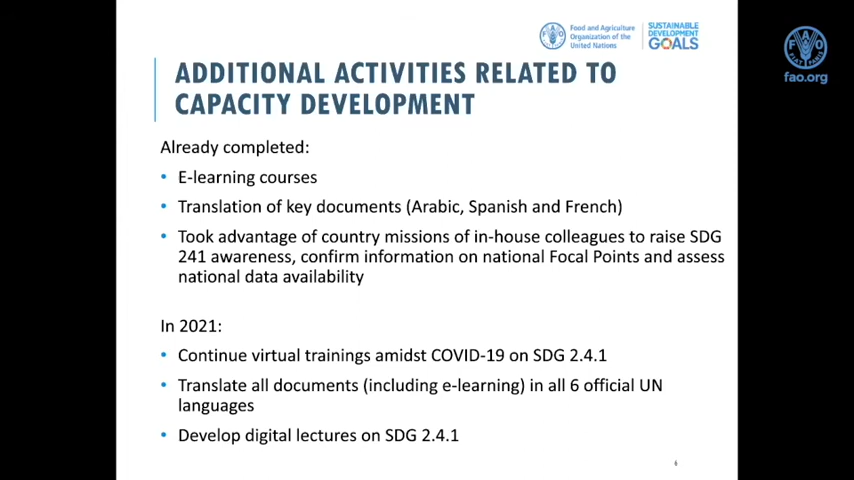 Food and Agriculture
Organization of the
United Nations
SUSTAINABLE
DEVELOPMENT
GOALS
FAO
FIAT PANIS
fao.org
ADDITIONAL ACTIVITIES RELATED TO
CAPACITY DEVELOPMENT
Already completed:
• E-learning courses
• Translation of key documents (Arabic, Spanish and French)
• Took advantage of country missions of in-house colleagues to raise SDG
241 awareness, confirm information on national Focal Points and assess
national data availability
In 2021:
• Continue virtual trainings amidst COVID-19 on SDG 2.4.1
• Translate all documents (including e-learning) in all 6 official UN
languages
• Develop digital lectures on SDG 2.4.1